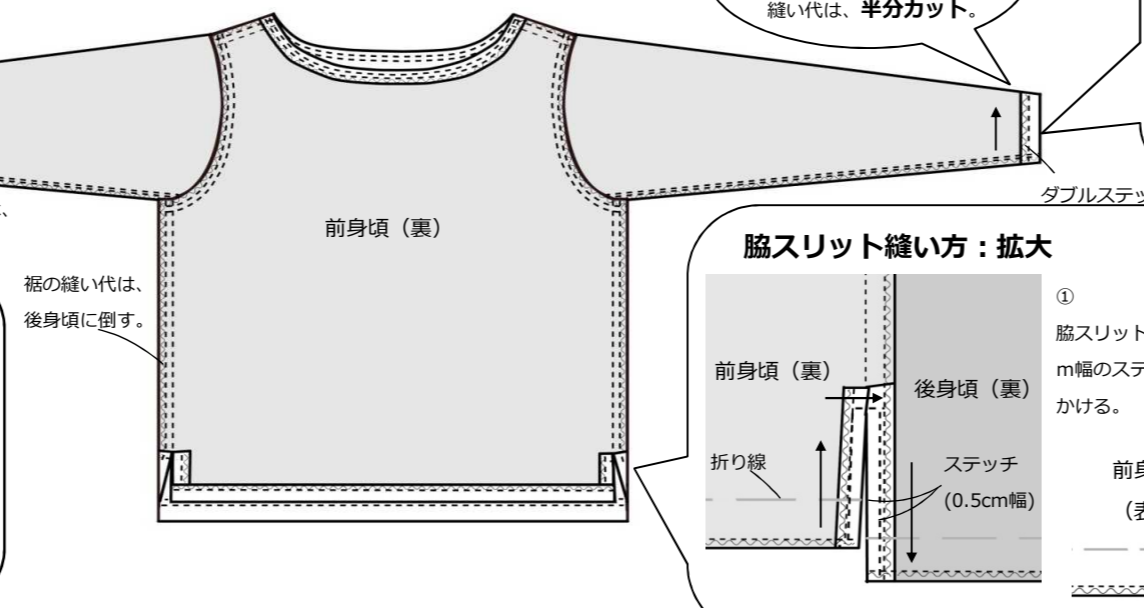 縫い代は、半分カット。
ダブルステッ
前身頃（裏）
裾の縫い代は、
後身頃に倒す。
脇スリット縫い方：拡大
前身頃（裏）
後身頃（裏）
折り線
ステッチ
(0.5cm幅)
①
脇スリット
m幅のステ
かける。
前身
（表